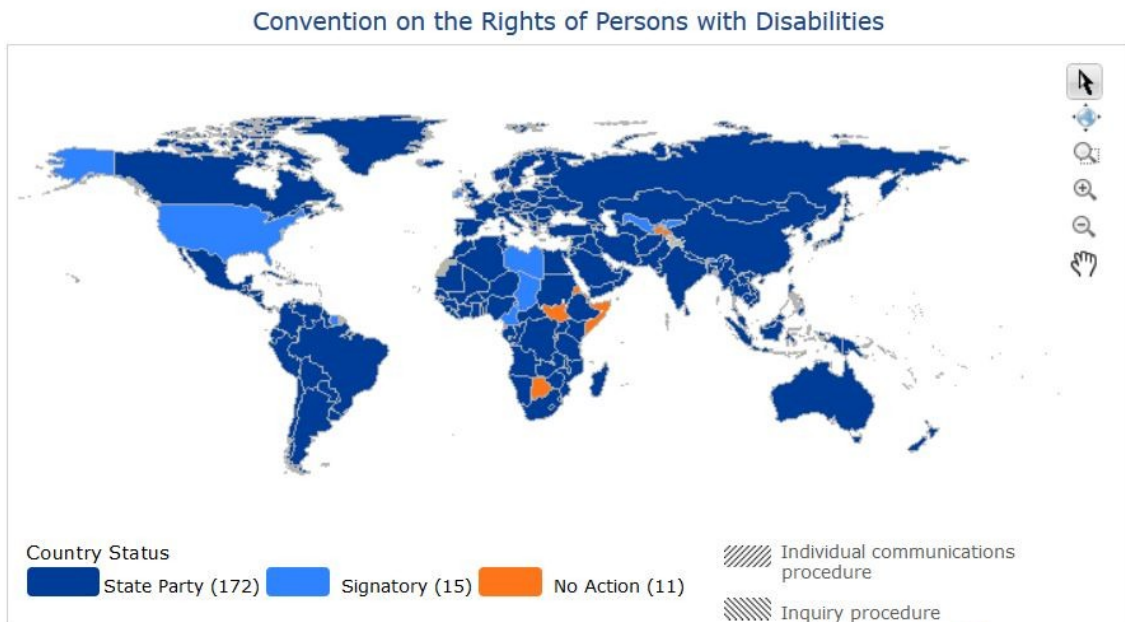 Convention on the Rights of Persons with Disabilities
Country Status
State Party (172)
Signatory (15)
No Action (11)
Individual communications
procedure
Inquiry procedure